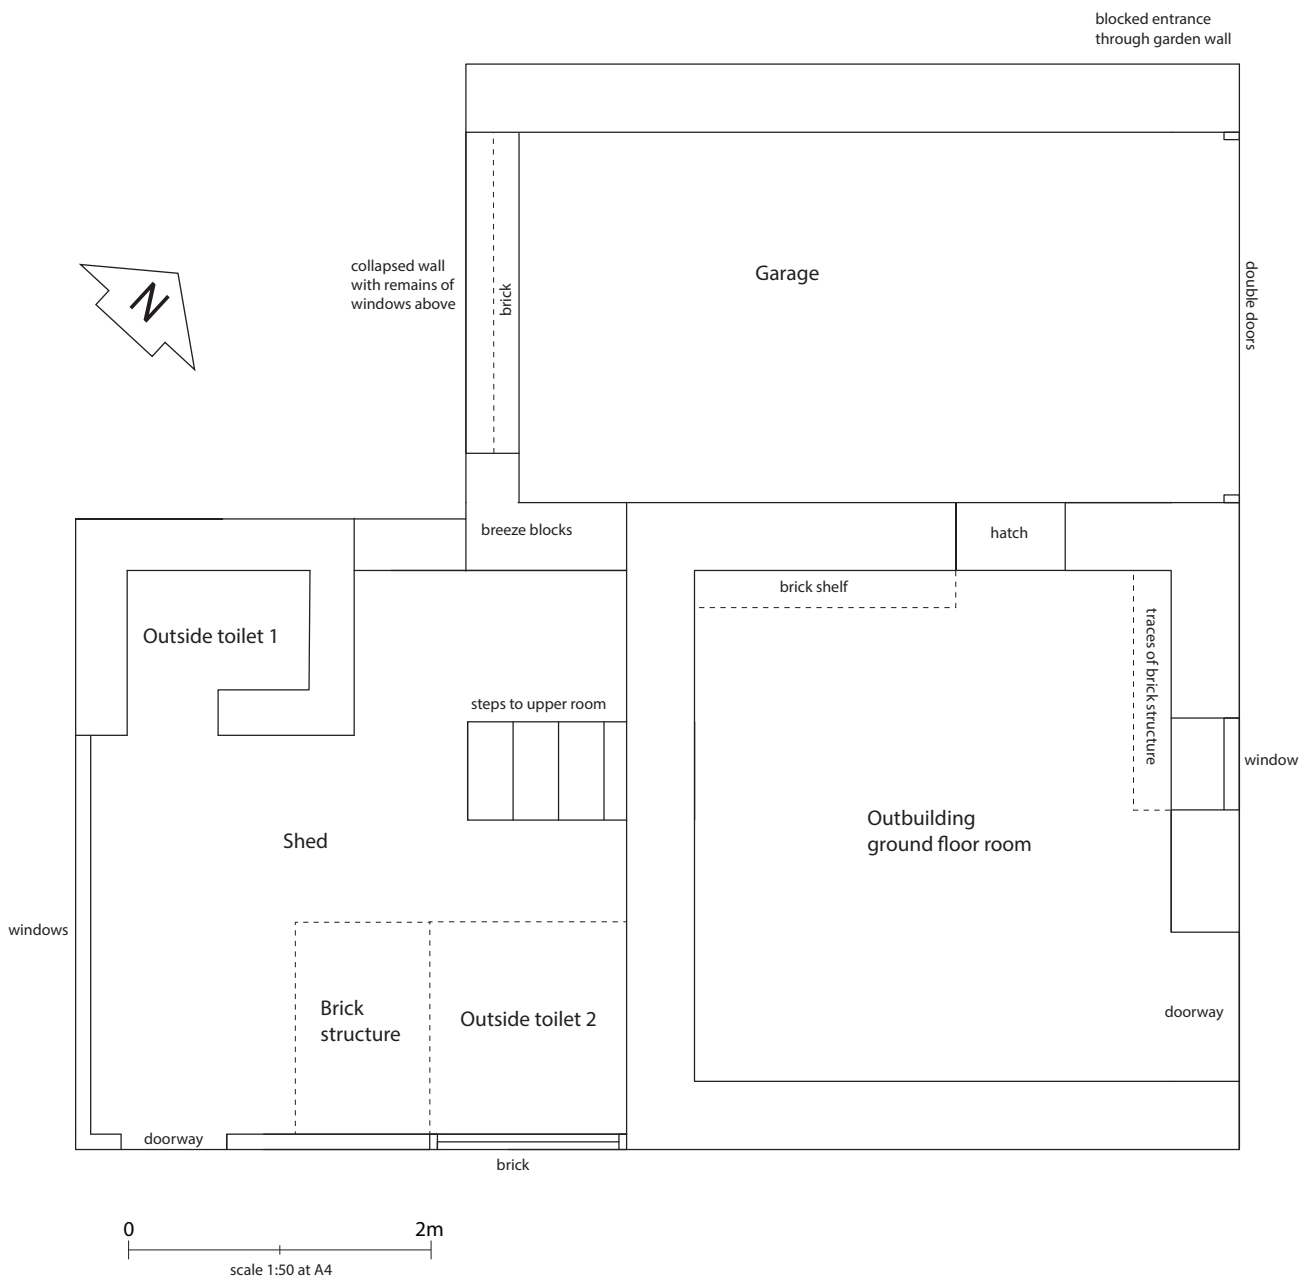 blocked entrance
through garden wall
collapsed wall
with remains of
windows above
brick
Garage
double doors
N
breeze blocks
hatch
brick shelf
Outside toilet 1
traces of brick structure
steps to upper room
window
Outbuilding
ground floor room
Shed
windows
Brick
structure
Outside toilet 2
doorway
doorway
brick
0
2m
scale 1:50 at A4